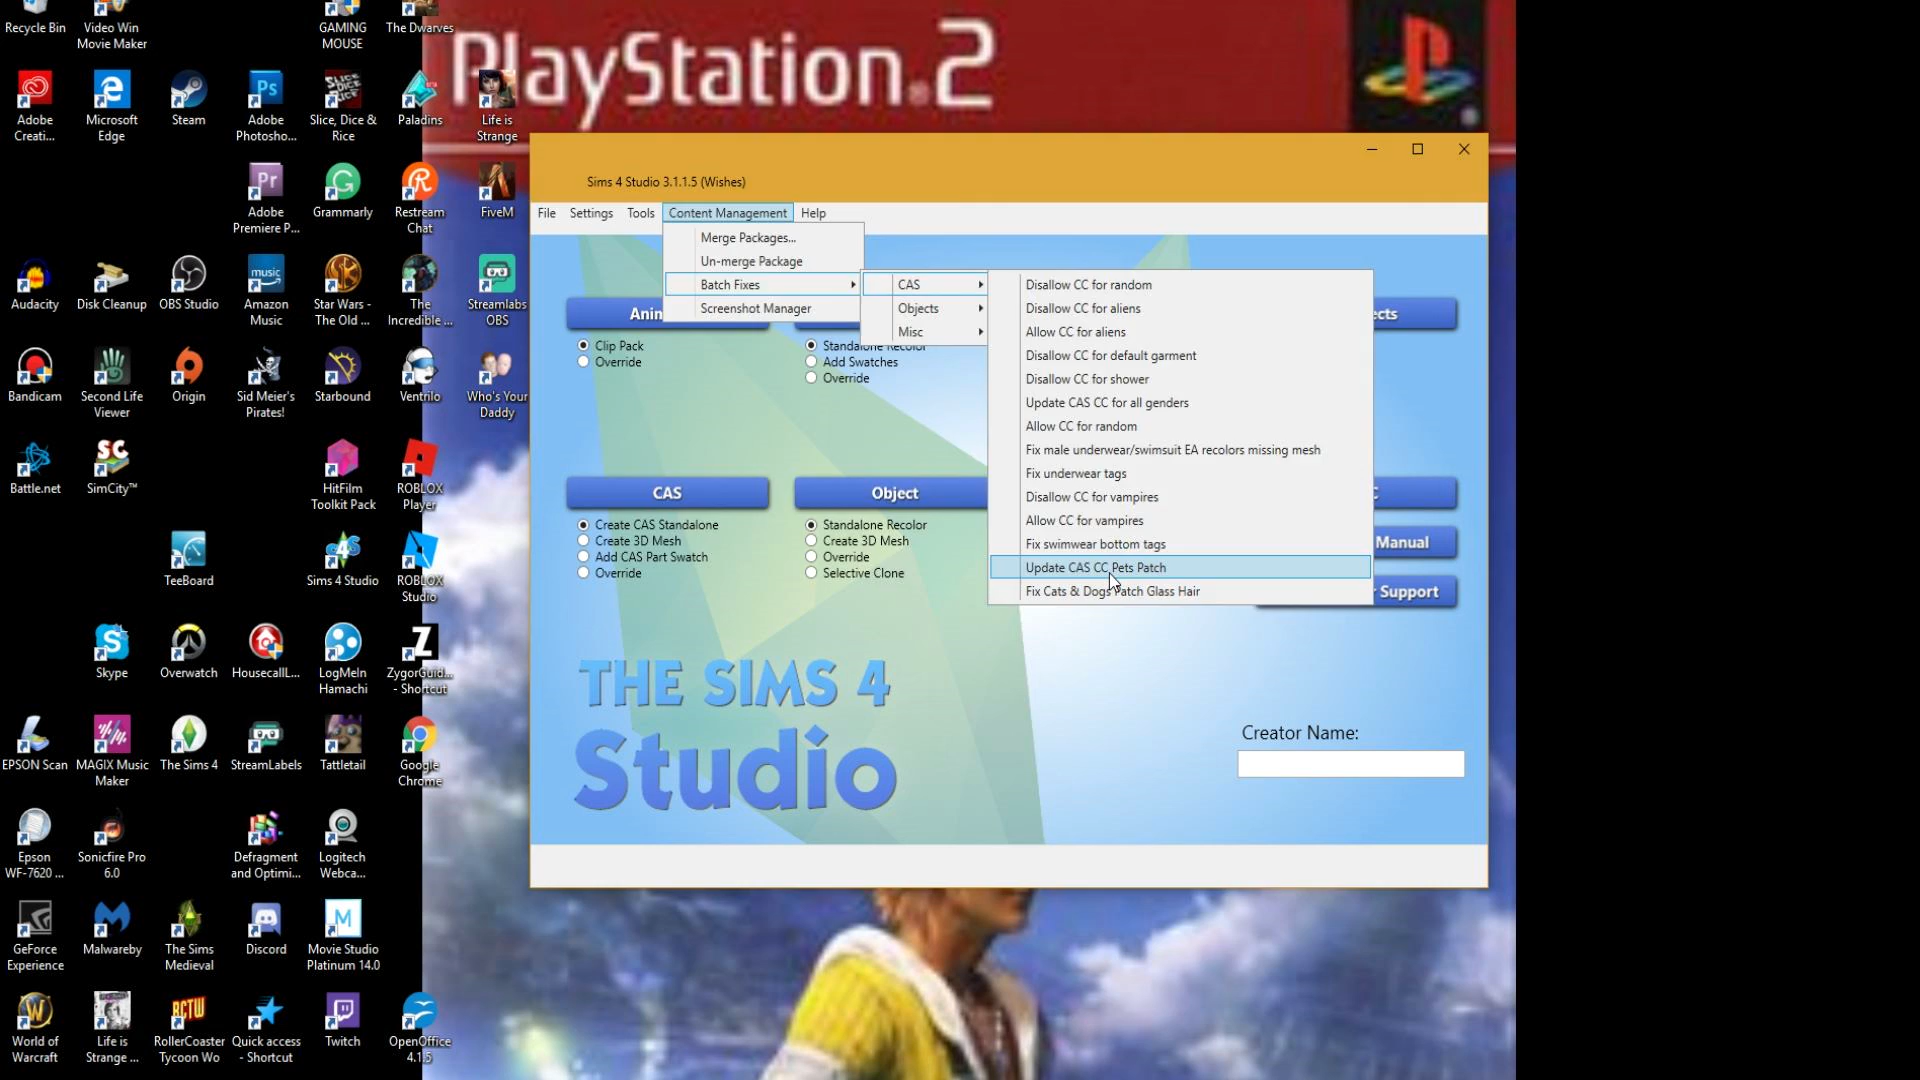 PlayStation.2
Recycle Bin
Video Win
Movie Maker
GAMING
MOUSE
The Dwarves
Adobe
Creati...
Microsoft
Edge
Steam
Adobe
Photosho...
Slice, Dice &
Rice
Paladins
Life is
Strange
Adobe
Premiere P...
Grammarly
Restream
Chat
FiveM
Audacity
Disk Cleanup
OBS Studio
Amazon
Music
Star Wars -
The Old ...
The
Incredible ...
Streamlabs
OBS
Bandicam
Second Life
Viewer
Origin
Sid Meier's
Pirates!
Starbound
Ventrilo
Who's Your
Daddy
Battle.net
SimCity™
HitFilm
Toolkit Pack
ROBLOX
Player
TeeBoard
Sims 4 Studio
ROBLOX
Studio
Skype
Overwatch
HousecallL...
LogMeIn
Hamachi
ZygorGuid...
- Shortcut
EPSON Scan
MAGIX Music
Maker
The Sims 4
StreamLabels
Tattletail
Google
Chrome
Epson
WF-7620 ...
Sonicfire Pro
6.0
Defragment
and Optimi...
Logitech
Webca...
GeForce
Experience
Malwareby
The Sims
Medieval
Discord
Movie Studio
Platinum 14.0
World of
Warcraft
Life is
Strange ...
RollerCoaster
Tycoon Wo
Quick access
- Shortcut
Twitch
OpenOffice
4.1.5
Sims 4 Studio 3.1.1.5 (Wishes)
File Settings Tools Content Management Help
Merge Packages...
Un-merge Package
Batch Fixes
Screenshot Manager
CAS
Objects
Misc
Disallow CC for random
Disallow CC for aliens
Allow CC for aliens
Disallow CC for default garment
Disallow CC for shower
Update CAS CC for all genders
Allow CC for random
Fix male underwear/swimsuit EA recolors missing mesh
Fix underwear tags
Disallow CC for vampires
Allow CC for vampires
Fix swimwear bottom tags
Update CAS CC Pets Patch
Fix Cats & Dogs Patch Glass Hair
Anim
Clip Pack
Override
Standalone Recolor
Add Swatches
Override
ects
CAS
Create CAS Standalone
Create 3D Mesh
Add CAS Part Swatch
Override
Object
Standalone Recolor
Create 3D Mesh
Override
Selective Clone
C
Manual
Support
THE SIMS 4
Studio
Creator Name: